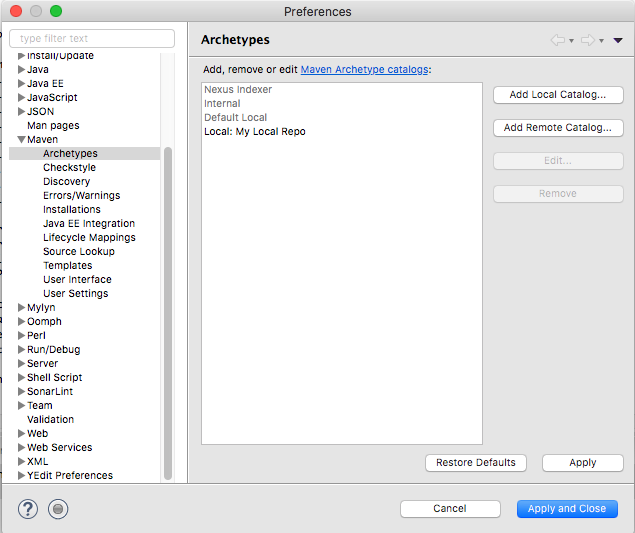 Preferences
type filter text
Install/Update
Java
Java EE
JavaScript
JSON
Man pages
Maven
Archetypes
Checkstyle
Discovery
Errors/Warnings
Installations
Java EE Integration
Lifecycle Mappings
Source Lookup
Templates
User Interface
User Settings
Mylyn
Oomph
Perl
Run/Debug
Server
Shell Script
SonarLint
Team
Validation
Web
Web Services
XML
YEdit Preferences
Archetypes
Add, remove or edit Maven Archetype catalogs:
Nexus Indexer
Internal
Default Local
Local: My Local Repo
Add Local Catalog...
Add Remote Catalog...
Edit...
Remove
Restore Defaults
Apply
?
Cancel
Apply and Close